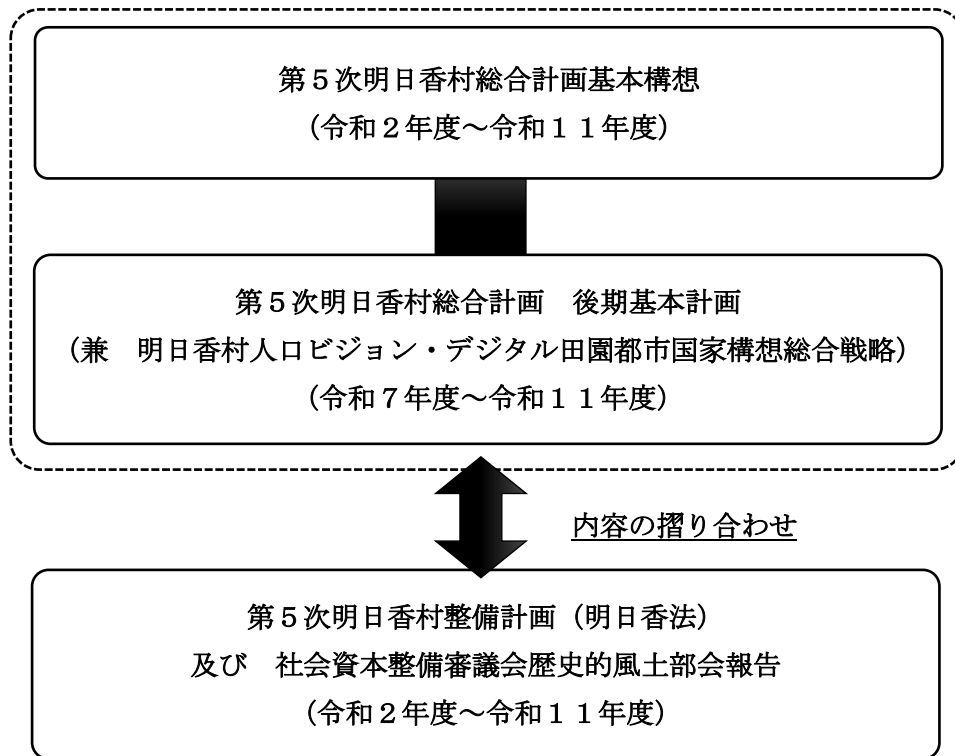 第５次明日香村総合計画基本構想
（令和２年度～令和１１年度）
第５次明日香村総合計画　後期基本計画
（兼　明日香村人口ビジョン・デジタル田園都市国家構想総合戦略）
（令和７年度～令和１１年度）
内容の摺り合わせ
第５次明日香村整備計画（明日香法）
及び　社会資本整備審議会歴史的風土部会報告
（令和２年度～令和１１年度）